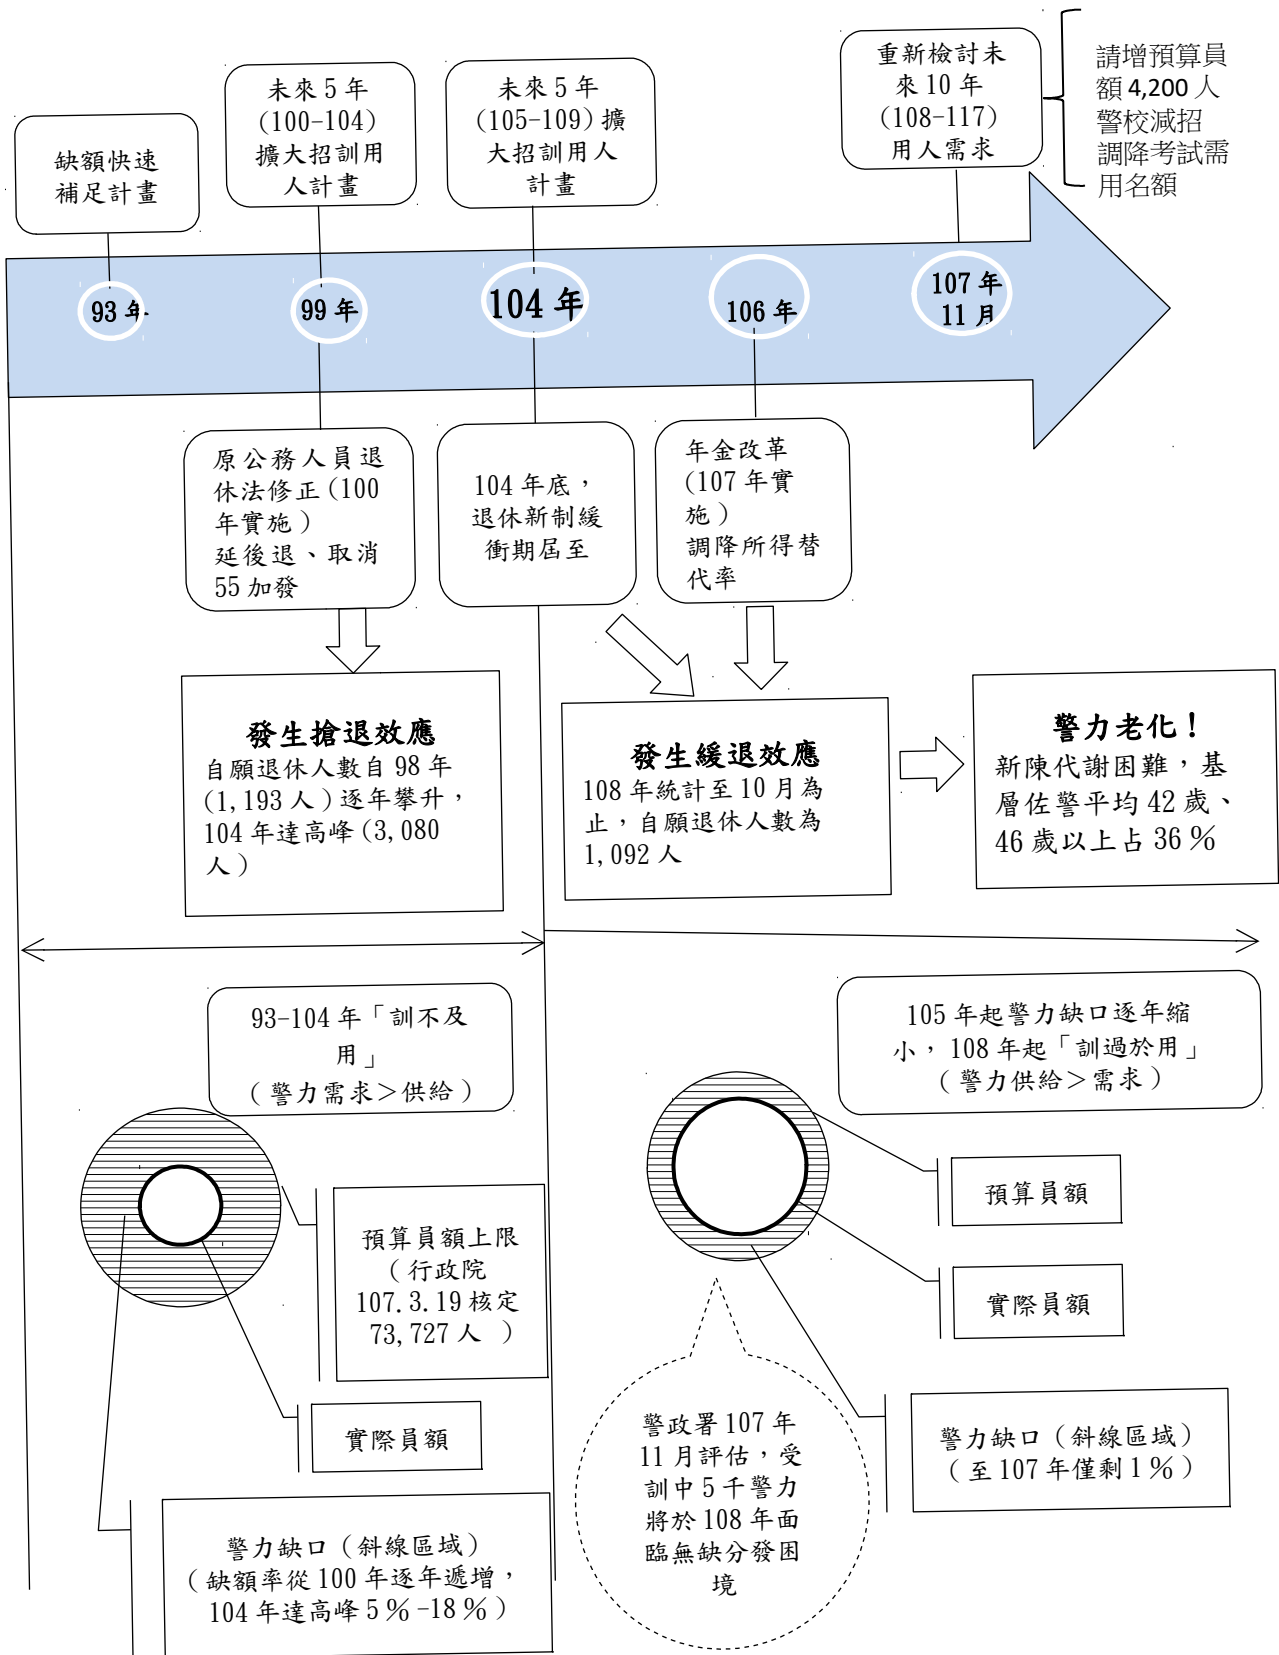 缺額快速
補足計畫
未來5年
(100-104)
擴大招訓用
人計畫
未來5年
(105-109)擴
大招訓用人
計畫
重新檢討未
來10年
(108-117)
用人需求
請增預算員
額4,200人
警校減招
調降考試需
用名額
93年
99年
104年
106年
107年
11月
原公務人員退
休法修正(100
年實施)
延後退、取消
55加發
104年底，
退休新制緩
衝期屆至
年金改革
(107年實
施)
調降所得替
代率
發生搶退效應
自願退休人數自98年
(1,193人)逐年攀升，
104年達高峰(3,080
人)
發生緩退效應
108年統計至10月為
止，自願退休人數為
1,092人
警力老化！
新陳代謝困難，基
層佐警平均42歲、
46歲以上占36%
93-104年「訓不及
用」
(警力需求>供給)
105年起警力缺口逐年縮
小，108年起「訓過於用」
(警力供給>需求)
預算員額上限
(行政院
107.3.19核定
73,727人 )
實際員額
警力缺口(斜線區域)
(缺額率從100年逐年遞增，
104年達高峰5%-18%)
預算員額
實際員額
警力缺口(斜線區域)
(至107年僅剩1%)
警政署107年
11月評估，受
訓中5千警力
將於108年面
臨無缺分發困
境